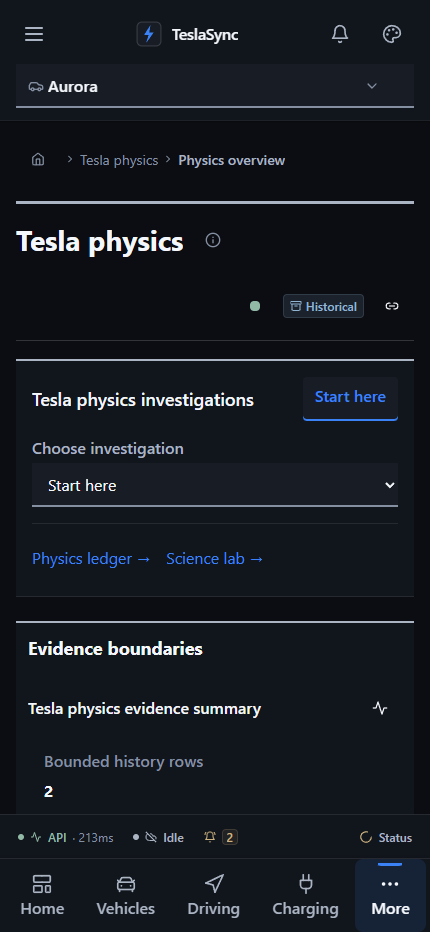 TeslaSync
Aurora
Tesla physics Physics overview
Tesla physics
Historical
Tesla physics investigations
Start here
Choose investigation
Start here
Physics ledger → Science lab →
Evidence boundaries
Tesla physics evidence summary
Bounded history rows
2
API · 213ms Idle 2 Status
Home Vehicles Driving Charging More